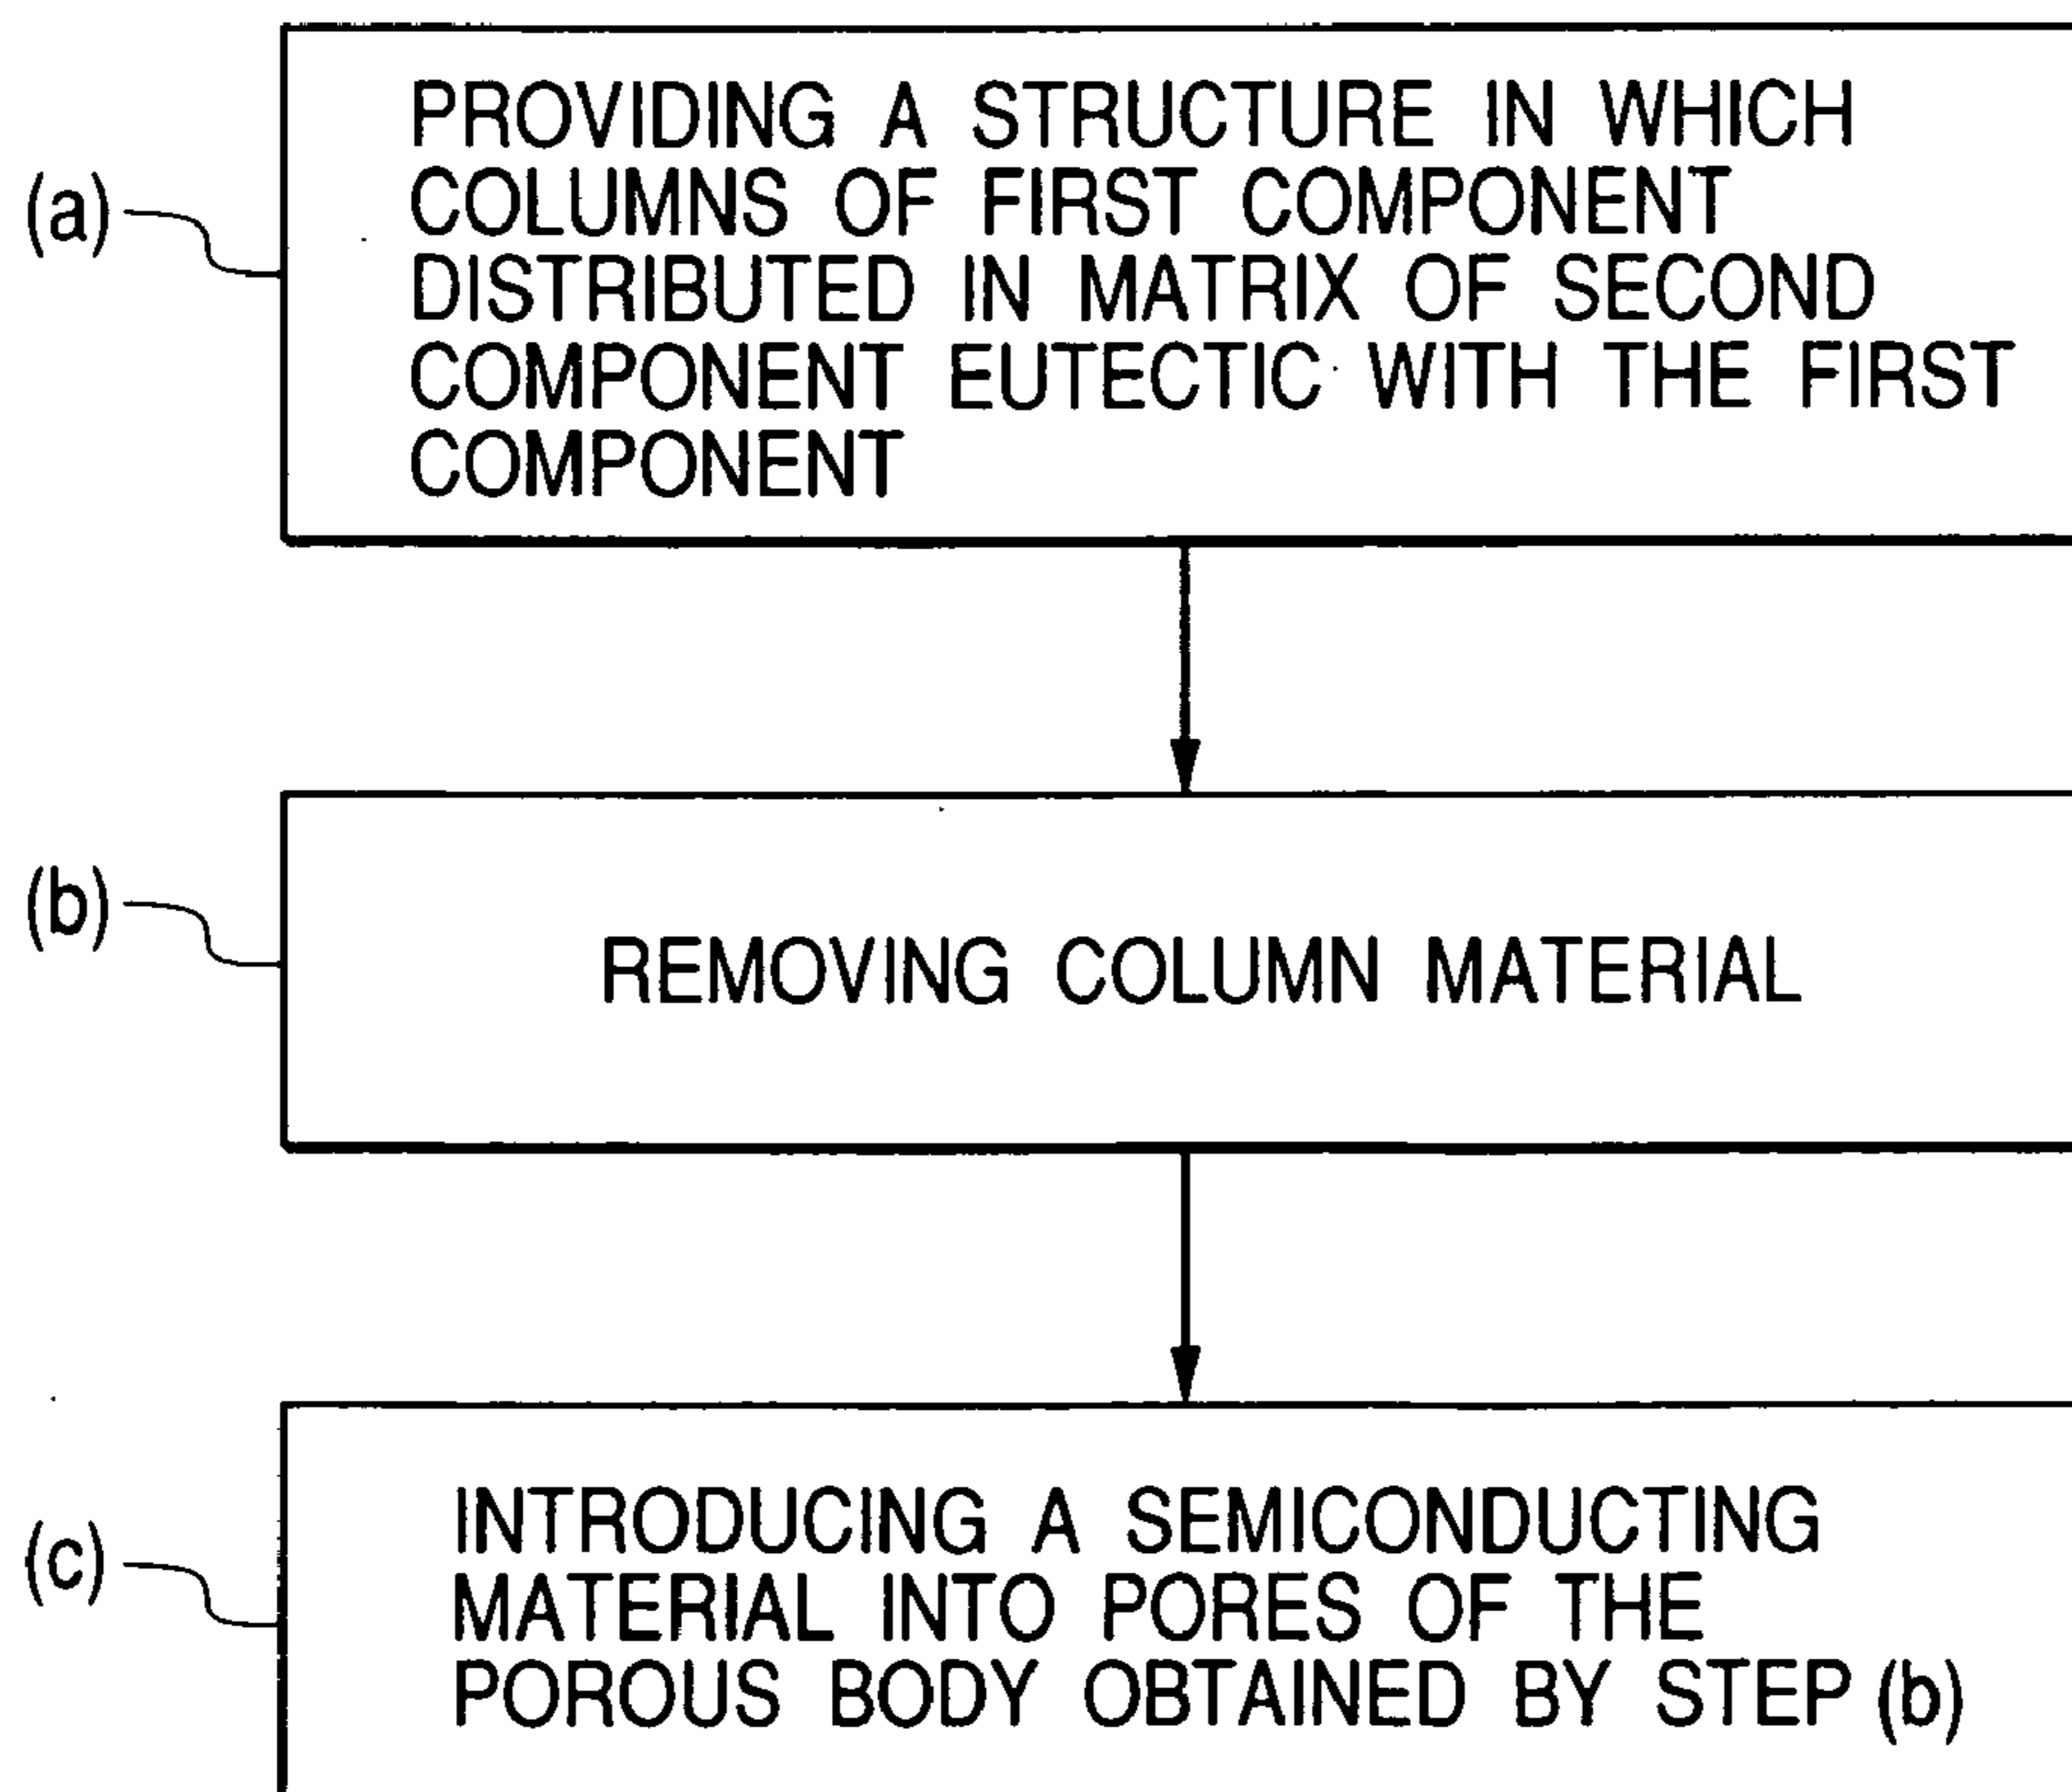 (a)
PROVIDING A STRUCTURE IN WHICH
COLUMNS OF FIRST COMPONENT
DISTRIBUTED IN MATRIX OF SECOND
COMPONENT EUTECTIC WITH THE FIRST
COMPONENT
(b)
REMOVING COLUMN MATERIAL
(c)
INTRODUCING A SEMICONDUCTING
MATERIAL INTO PORES OF THE
POROUS BODY OBTAINED BY STEP (b)